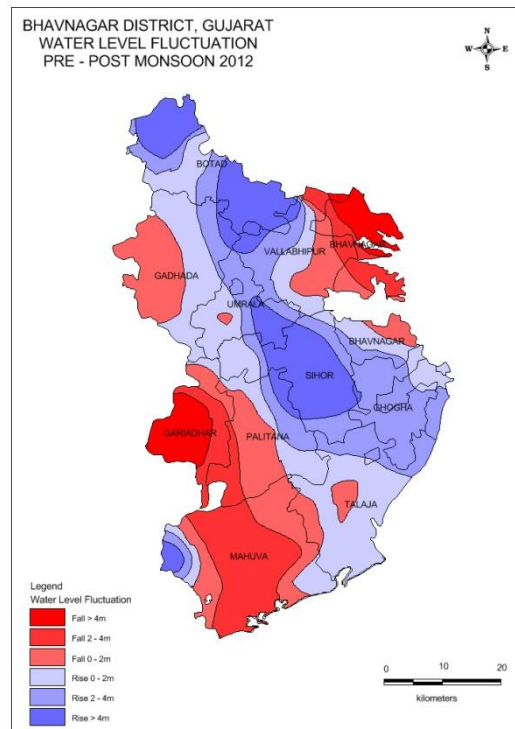 BHAVNAGAR DISTRICT, GUJARAT
WATER LEVEL FLUCTUATION
PRE - POST MONSOON 2012
N
W E
S
BOTAD
VALLABHIPUR
BHAVNAGAR
GADHADA
UMRALA
BHAVNAGAR
SIHOR
GHOGHA
GARIADHAR
PALITANA
TALAJA
MAHUVA
Legend
Water Level Fluctuation
Fall > 4m
Fall 2 - 4m
Fall 0 - 2m
Rise 0 - 2m
Rise 2 - 4m
Rise > 4m
0 10 20
kilometers